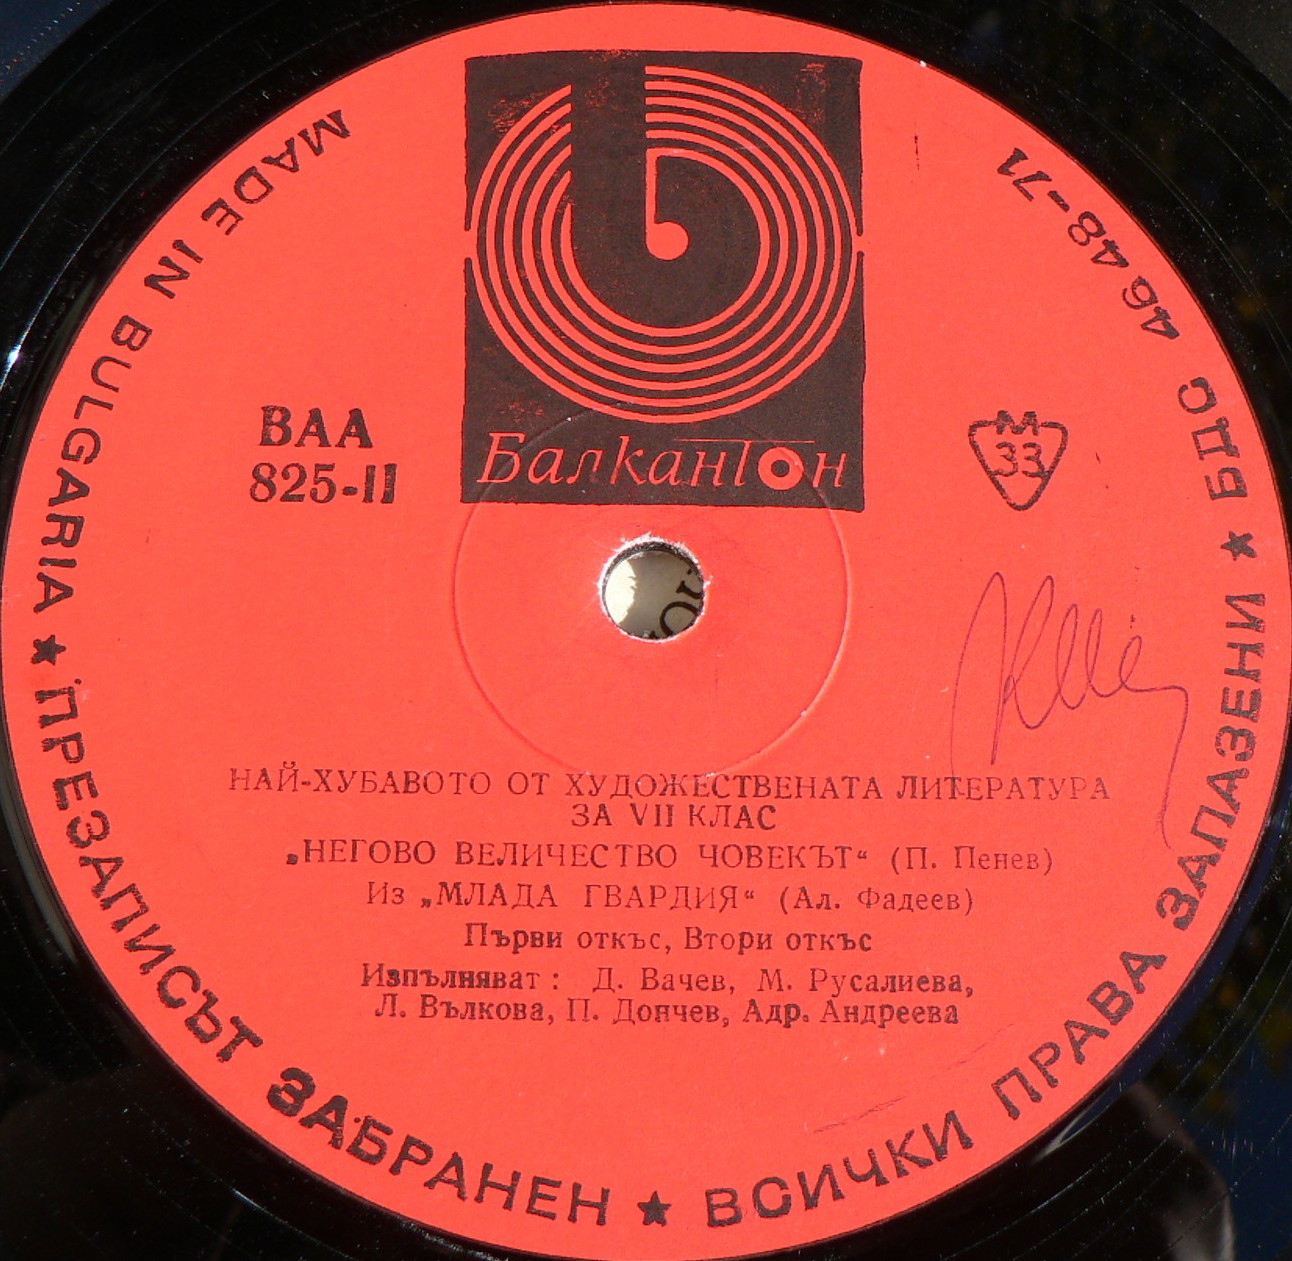 Балкантон
ВАА
825-II
М
33
НАЙ-ХУБАВОТО ОТ ХУДОЖЕСТВЕНАТА ЛИТЕРАТУРА
ЗА VII КЛАС
„НЕГОВО ВЕЛИЧЕСТВО ЧОВЕКЪТ“ (П. Пенев)
Из „МЛАДА ГВАРДИЯ“ (Ал. Фадеев)
Първи откъс, Втори откъс
Изпълняват: Д. Вачев, М. Русалиева,
Л. Вълкова, П. Дончев, Адр. Андреева
MADE IN BULGARIA ★ ПРЕЗАПИСЪТ ЗАБРАНЕН ★ ВСИЧКИ ПРАВА ЗАПАЗЕНИ ★ БДС 4648-71